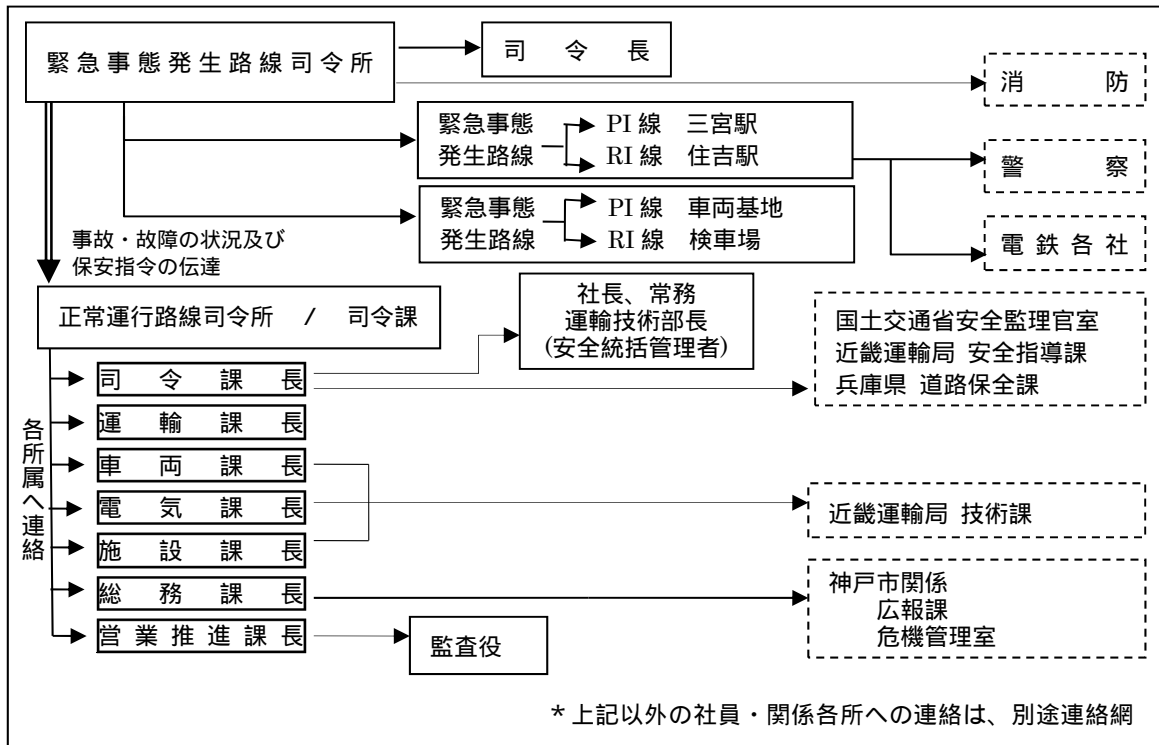 緊急事態発生路線司令所
司令長
消防
緊急事態
発生路線
PI線 三宮駅
RI線 住吉駅
警察
緊急事態
発生路線
PI線 車両基地
RI線 検車場
電鉄各社
事故・故障の状況及び
保安指令の伝達
正常運行路線司令所 / 司令課
社長、常務
運輸技術部長
(安全統括管理者)
国土交通省安全監理官室
近畿運輸局 安全指導課
兵庫県 道路保全課
各所属へ連絡
司令課長
運輸課長
車両課長
電気課長
施設課長
総務課長
営業推進課長
近畿運輸局 技術課
神戸市関係
広報課
危機管理室
監査役
*上記以外の社員・関係各所への連絡は、別途連絡網